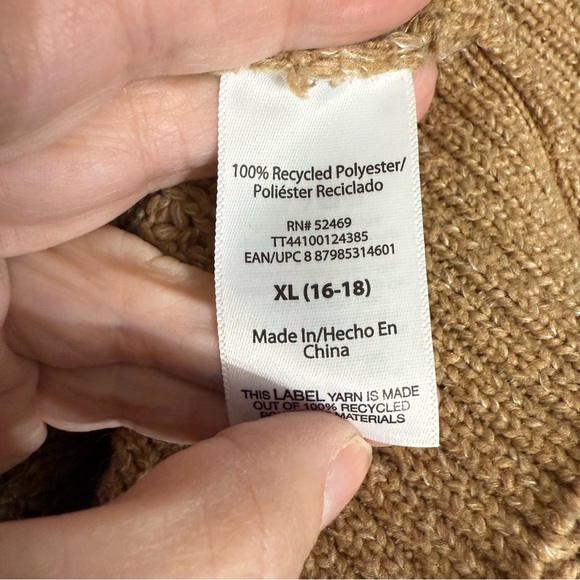 100% Recycled Polyester/
Poliéster Reciclado
RN# 52469
TT44100124385
EAN/UPC 8 87985314601
XL (16-18)
Made In/Hecho En
China
THIS LABEL YARN IS MADE
OUT OF 100% RECYCLED
MATERIALS